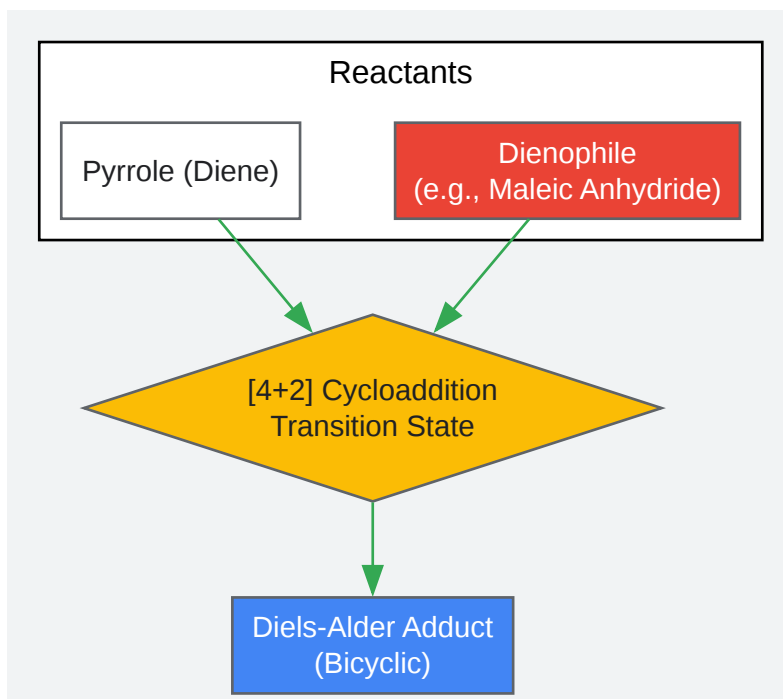 Reactants
Pyrrole (Diene)
Dienophile
(e.g., Maleic Anhydride)
[4+2] Cycloaddition
Transition State
Diels-Alder Adduct
(Bicyclic)